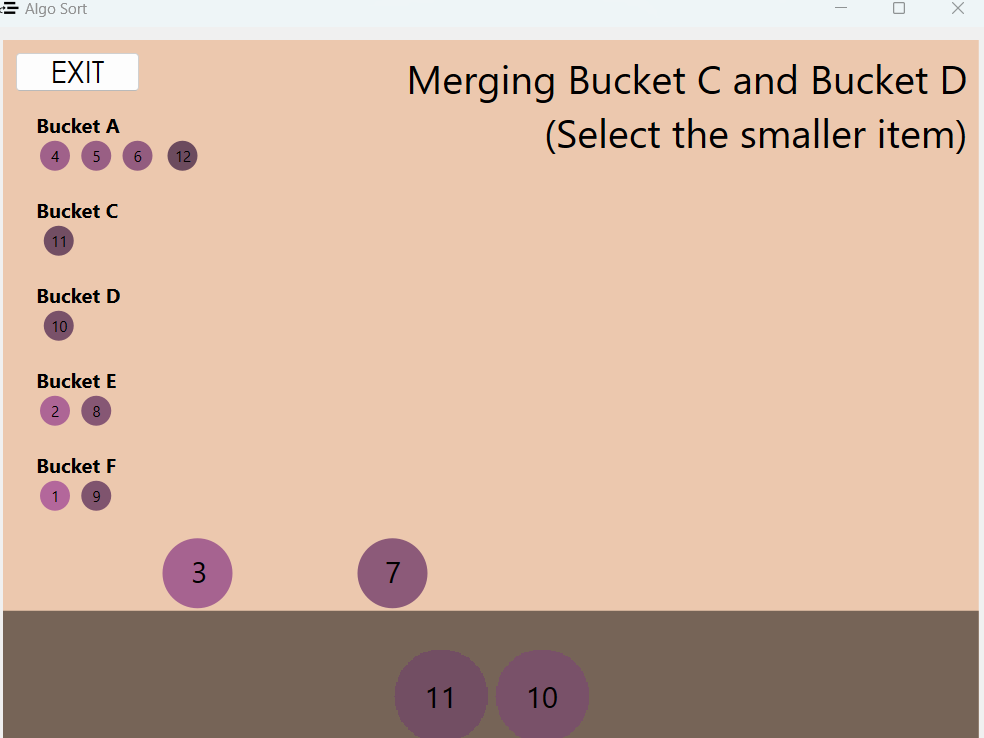 Algo Sort
EXIT
Merging Bucket C and Bucket D
(Select the smaller item)
Bucket A
4 5 6 12
Bucket C
11
Bucket D
10
Bucket E
2 8
Bucket F
1 9
3 7
11 10